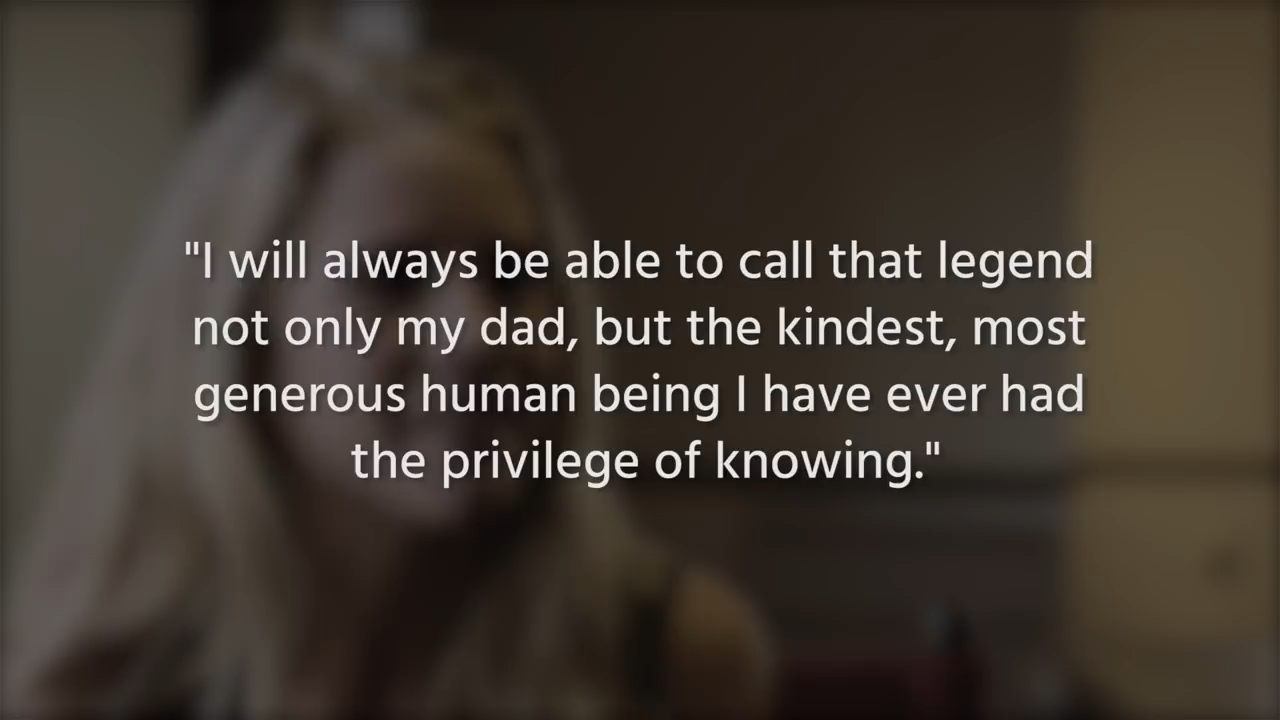 "I will always be able to call that legend
not only my dad, but the kindest, most
generous human being I have ever had
the privilege of knowing."